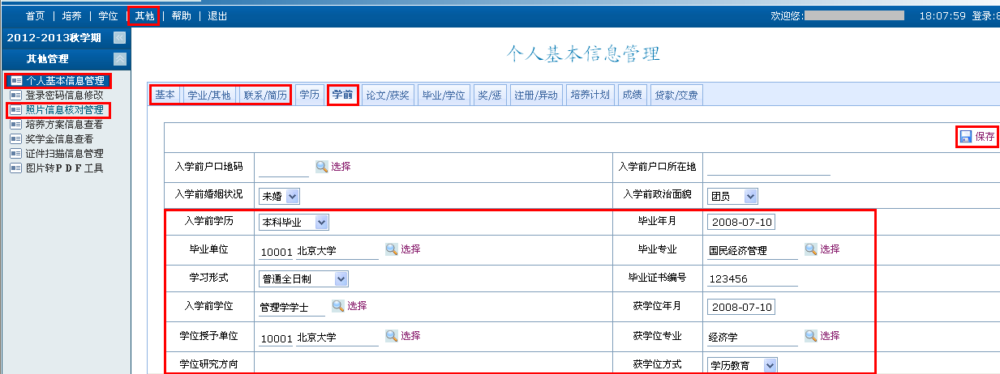 首页 | 培养 | 学位 | 其他 | 帮助 | 退出
欢迎您: 18:07:59 登录:8
2012-2013秋学期
其他管理
个人基本信息管理
登录密码信息修改
照片信息核对管理
培养方案信息查看
奖学金信息查看
证件扫描信息管理
图片转PDF工具
个人基本信息管理
基本 学业/其他 联系/简历 学历 学前 论文/获奖 毕业/学位 奖/惩 注册/异动 培养计划 成绩 贷款/交费
保存
入学前户口地码 选择 入学前户口所在地
入学前婚姻状况 未婚 入学前政治面貌 团员
入学前学历 本科毕业 毕业年月 2008-07-10
毕业单位 10001 北京大学 选择 毕业专业 国民经济管理 选择
学习形式 普通全日制 毕业证书编号 123456
入学前学位 管理学学士 选择 获学位年月 2008-07-10
学位授予单位 10001 北京大学 选择 获学位专业 经济学 选择
学位研究方向 获学位方式 学历教育